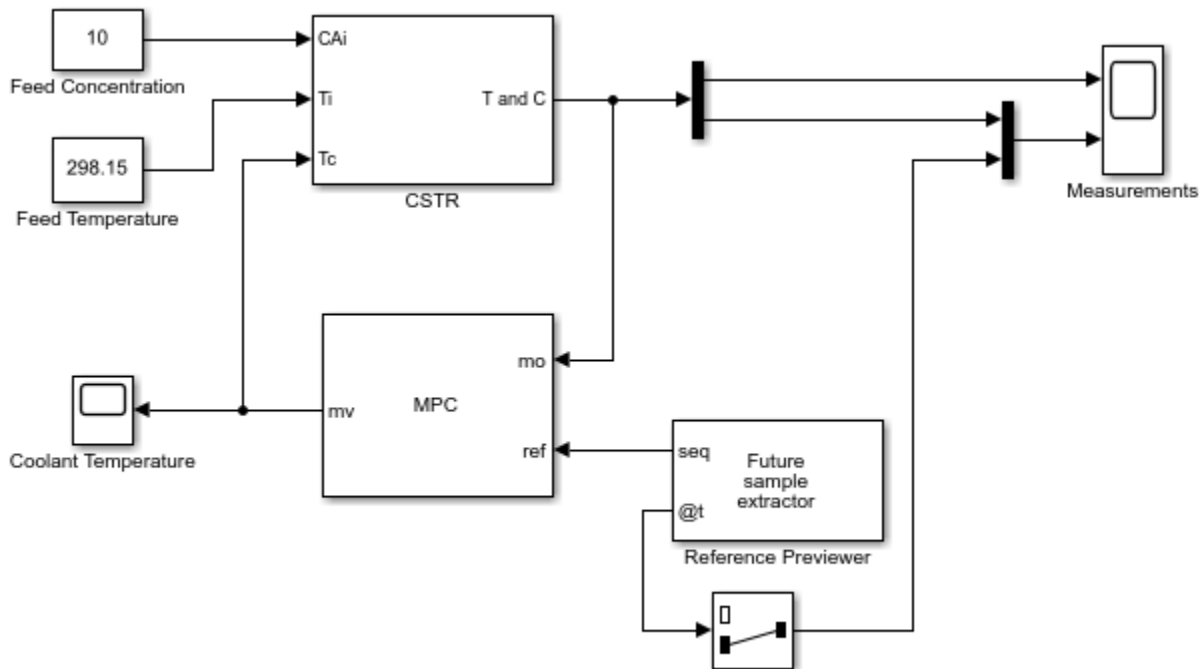 10
Feed Concentration
298.15
Feed Temperature
CAi
Ti
Tc
T and C
CSTR
Measurements
mo
MPC
mv
ref
Coolant Temperature
seq
@t
Future
sample
extractor
Reference Previewer